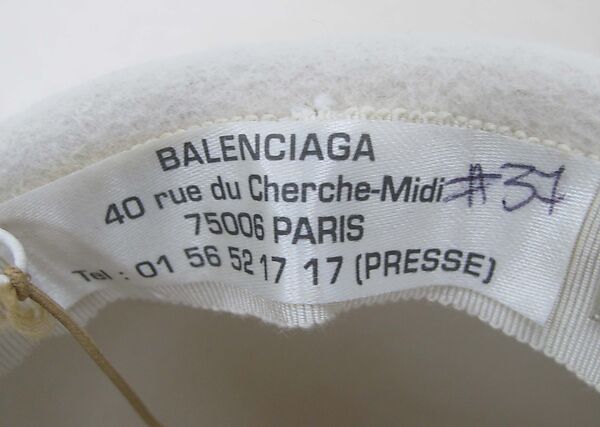 BALENCIAGA
40 rue du Cherche-Midi #37
75006 PARIS
Tel : 01 56 52 17 17 (PRESSE)